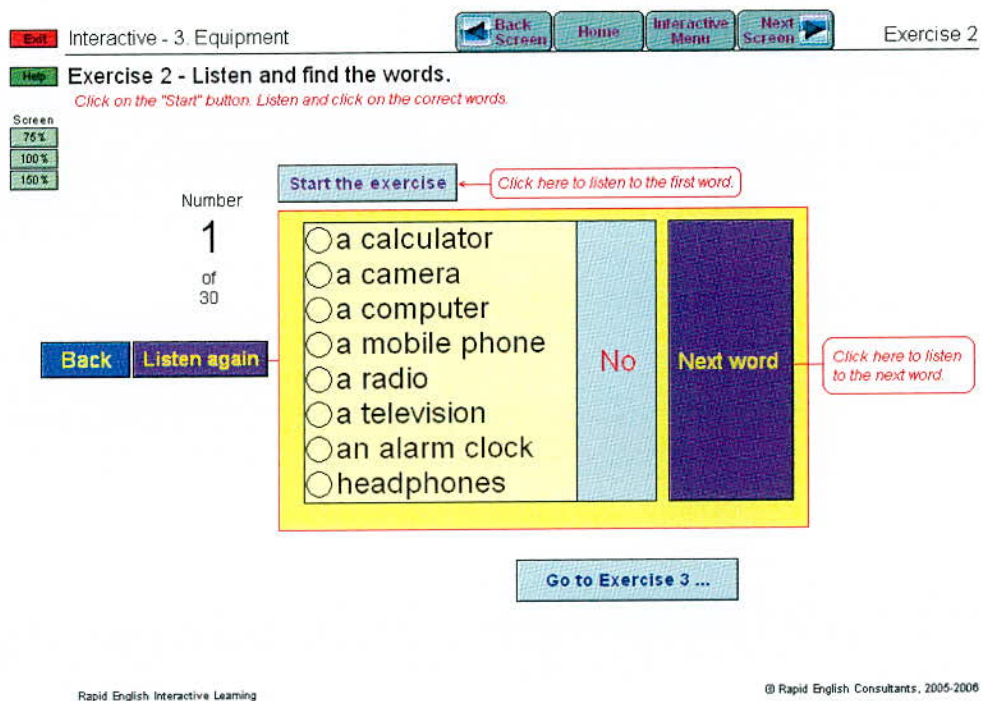 Exit
Interactive - 3. Equipment
Back
Screen
Home
Interactive
Menu
Next
Screen
Exercise 2
Help
Exercise 2 - Listen and find the words.
Click on the "Start" button. Listen and click on the correct words.
Screen
75%
100%
150%
Start the exercise
Click here to listen to the first word.
Number
1
of
30
a calculator
a camera
a computer
a mobile phone
a radio
a television
an alarm clock
headphones
Back
Listen again
No
Next word
Click here to listen
to the next word.
Go to Exercise 3 ...
Rapid English Interactive Learning
© Rapid English Consultants, 2005-2006